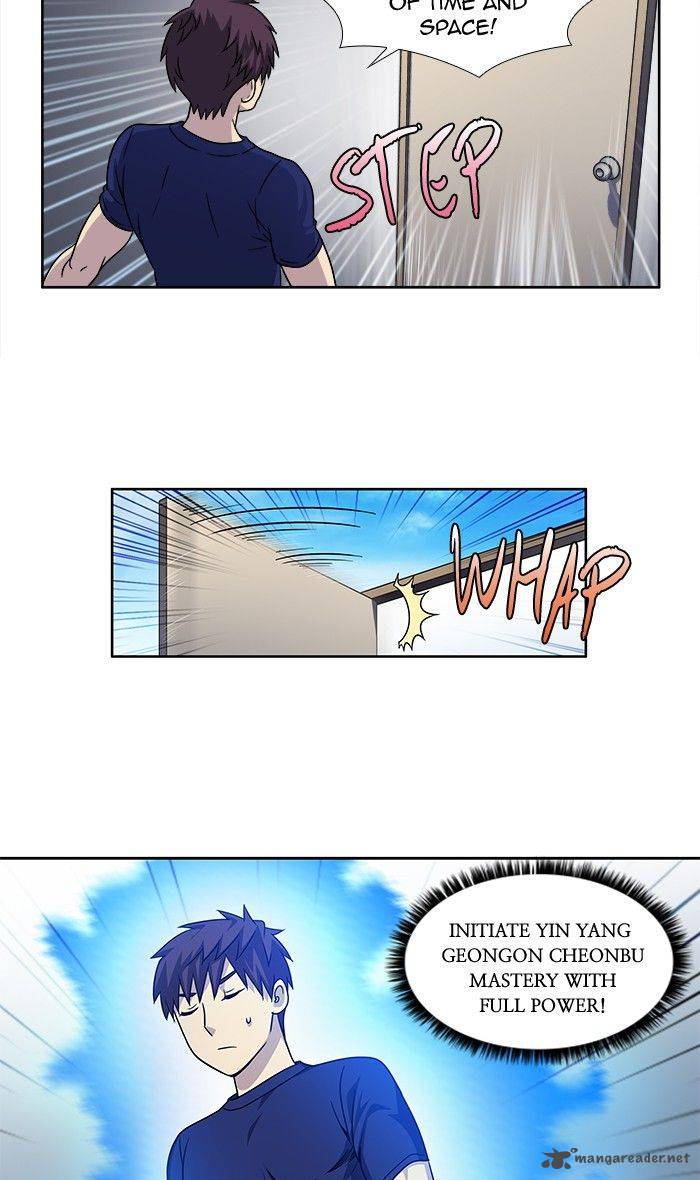 OF TIME AND
SPACE!
STEP
WHAP
INITIATE YIN YANG
GEONGON CHEONBU
MASTERY WITH
FULL POWER!
mangareader.net